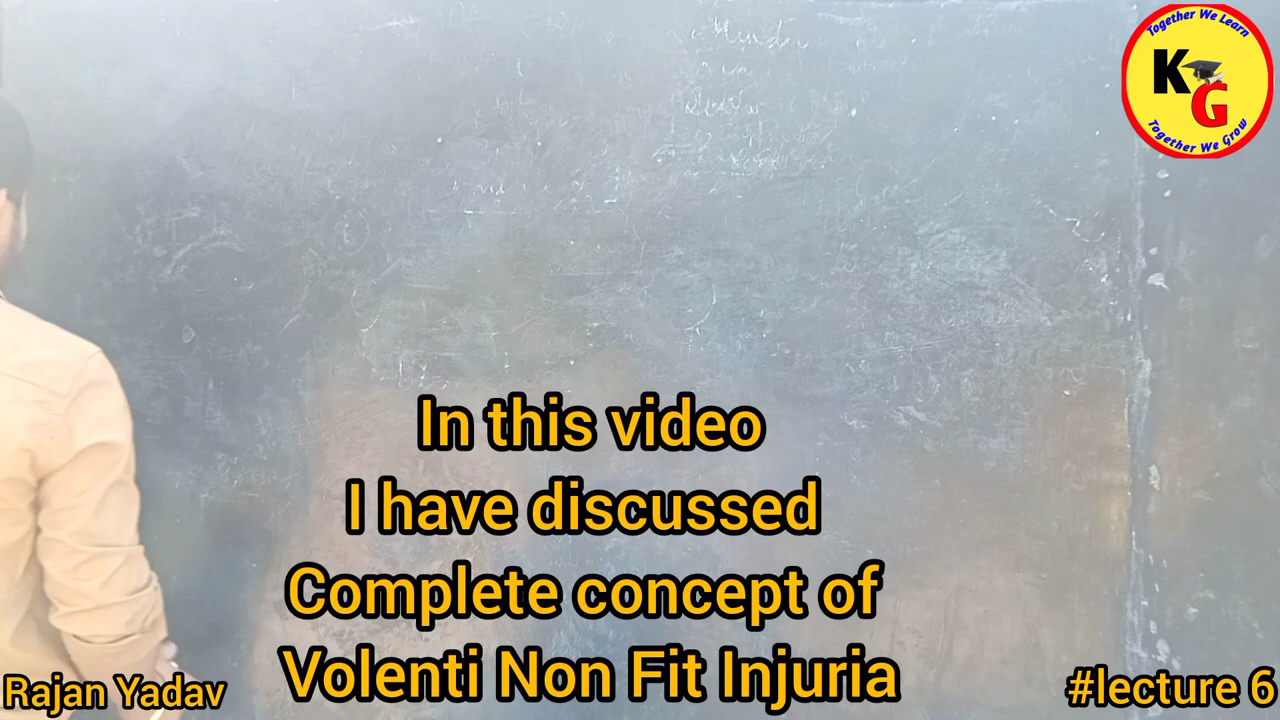 Together We Learn
K
G
Together We Grow
In this video
I have discussed
Complete concept of
Volenti Non Fit Injuria
Rajan Yadav
#lecture 6